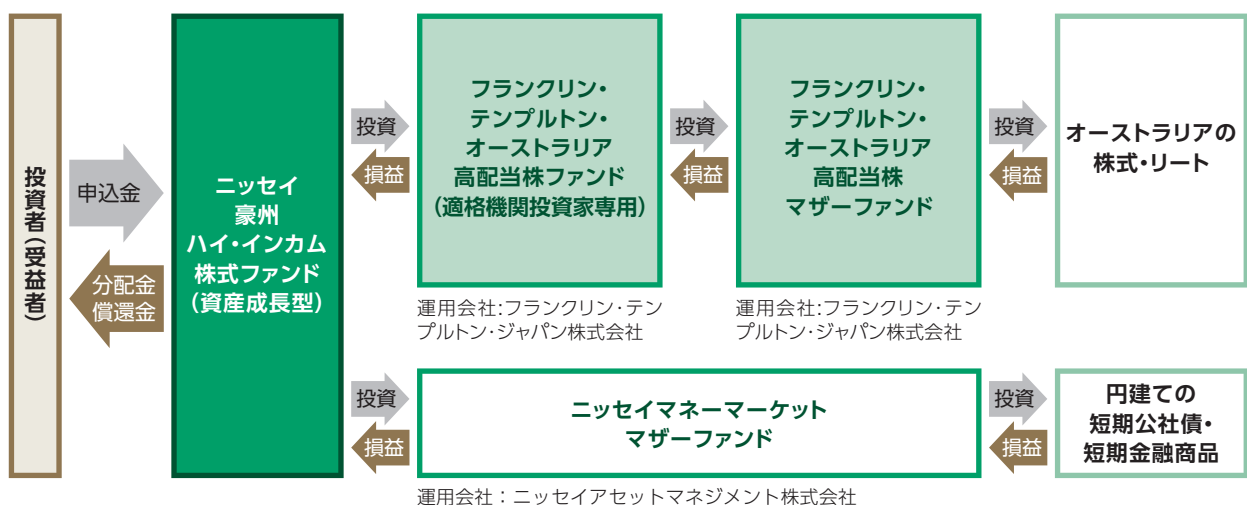 投資者（受益者）
申込金
分配金
償還金
ニッセイ
豪州
ハイ・インカム
株式ファンド
（資産成長型）
投資
損益
フランクリン・
テンプルトン・
オーストラリア
高配当株ファンド
（適格機関投資家専用）
運用会社:フランクリン・テン
プルトン・ジャパン株式会社
投資
損益
フランクリン・
テンプルトン・
オーストラリア
高配当株
マザーファンド
運用会社:フランクリン・テン
プルトン・ジャパン株式会社
投資
損益
オーストラリアの
株式・リート
投資
損益
ニッセイマネーマーケット
マザーファンド
運用会社：ニッセイアセットマネジメント株式会社
投資
損益
円建ての
短期公社債・
短期金融商品